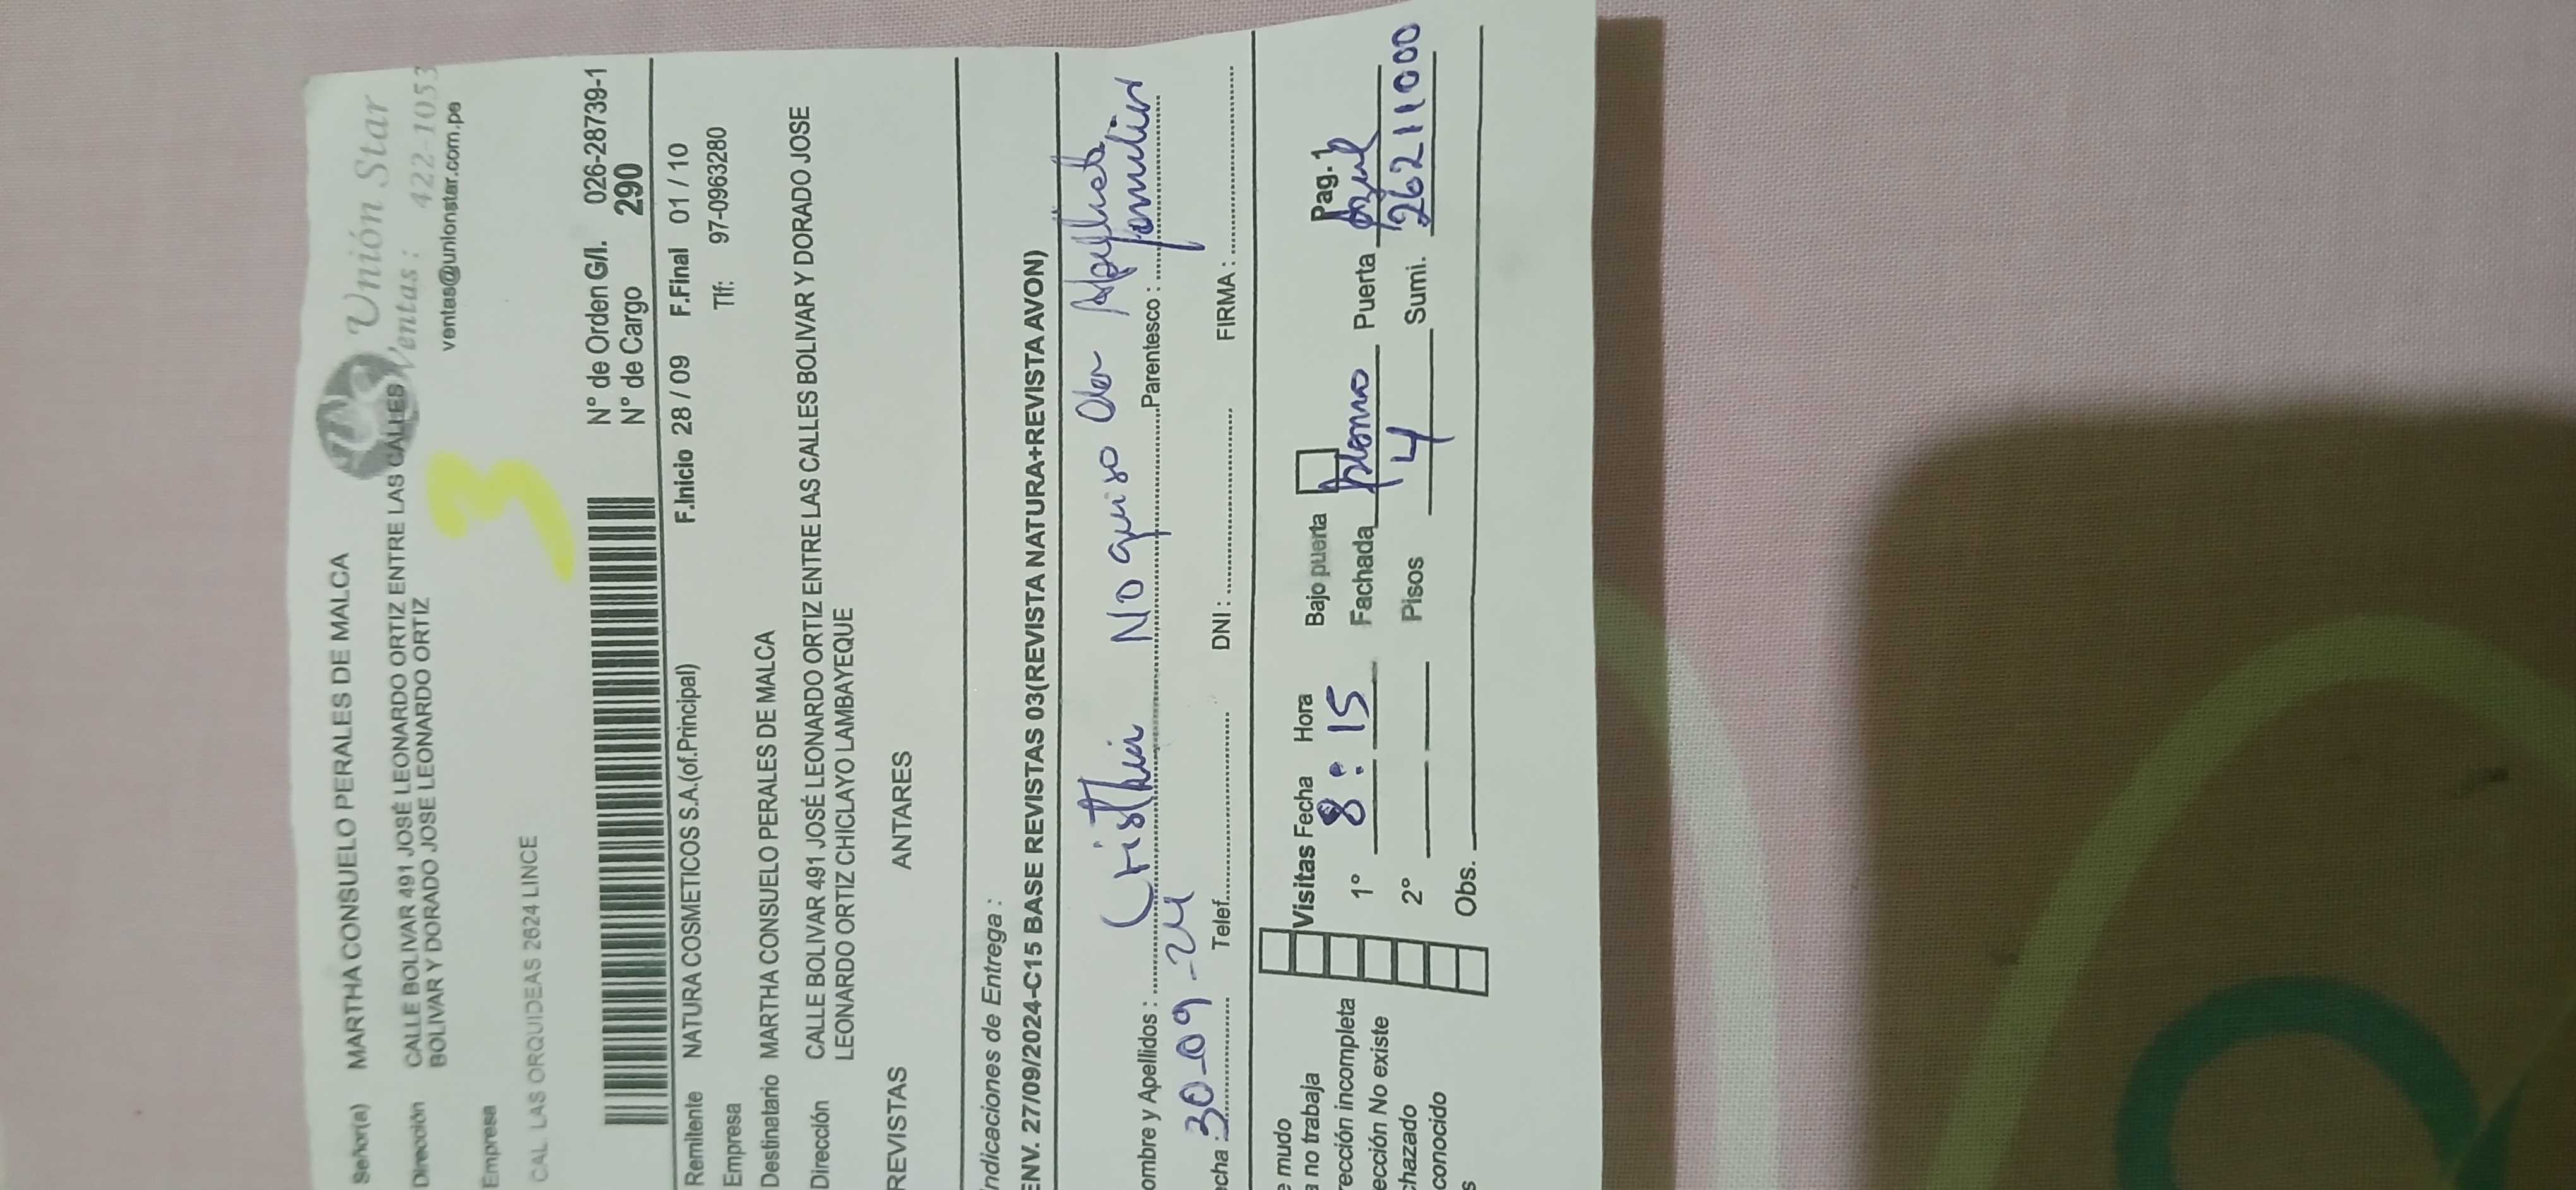 Señor(a) MARTHA CONSUELO PERALES DE MALCA
Unión Star
Dirección CALLE BOLIVAR 491 JOSÉ LEONARDO ORTIZ ENTRE LAS CALLES
BOLIVAR Y DORADO JOSE LEONARDO ORTIZ
Ventas: 422-1053
ventas@unionstar.com.pe
3
Empresa
CAL. LAS ORQUIDEAS 2624 LINCE
N° de Orden G/I. 026-28739-1
N° de Cargo 290
Remitente NATURA COSMETICOS S.A.(of.Principal) F.Inicio 28 / 09 F.Final 01 / 10
Empresa Tlf: 97-0963280
Destinatario MARTHA CONSUELO PERALES DE MALCA
Dirección CALLE BOLIVAR 491 JOSÉ LEONARDO ORTIZ ENTRE LAS CALLES BOLIVAR Y DORADO JOSE
LEONARDO ORTIZ CHICLAYO LAMBAYEQUE
REVISTAS ANTARES
Indicaciones de Entrega :
ENV. 27/09/2024-C15 BASE REVISTAS 03(REVISTA NATURA+REVISTA AVON)
ombre y Apellidos : Cristhin No quiso dar Apellido
Parentesco : familiar
echa : 30-09-24 Telef. DNI : FIRMA :
e mudo
Visitas Fecha Hora Bajo puerta Pag. 1
a no trabajo
rección incompleta 1° 8:15 Fachada plomo Puerta Azul
ección No existe
chazado 2° Pisos 4 Sumi. 26211000
conocido
s Obs.